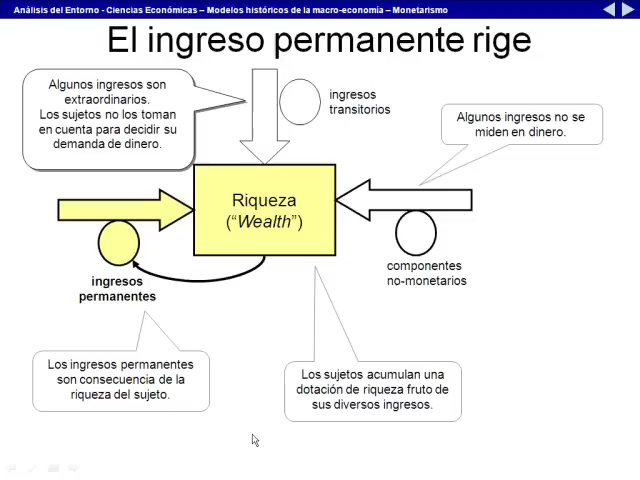 Análisis del Entorno - Ciencias Económicas – Modelos históricos de la macro-economía – Monetarismo
El ingreso permanente rige
Algunos ingresos son
extraordinarios.
Los sujetos no los toman
en cuenta para decidir su
demanda de dinero.
ingresos
transitorios
Algunos ingresos no se
miden en dinero.
Riqueza
(“Wealth”)
ingresos
permanentes
componentes
no-monetarios
Los ingresos permanentes
son consecuencia de la
riqueza del sujeto.
Los sujetos acumulan una
dotación de riqueza fruto de
sus diversos ingresos.